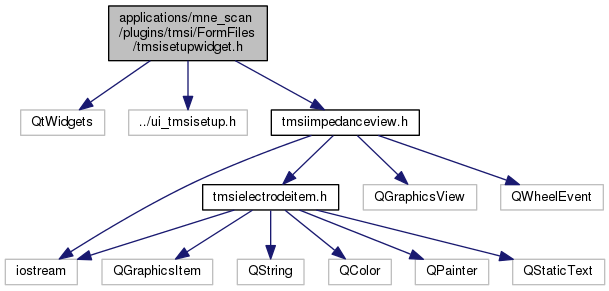 applications/mne_scan
/plugins/tmsi/FormFiles
/tmsisetupwidget.h
QtWidgets
../ui_tmsisetup.h
tmsiimpedanceview.h
tmsielectrodeitem.h
QGraphicsView
QWheelEvent
iostream
QGraphicsItem
QString
QColor
QPainter
QStaticText